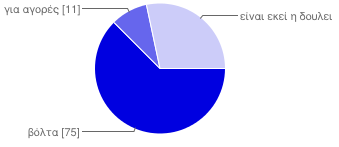 για αγορές [11]
είναι εκεί η δουλει
βόλτα [75]